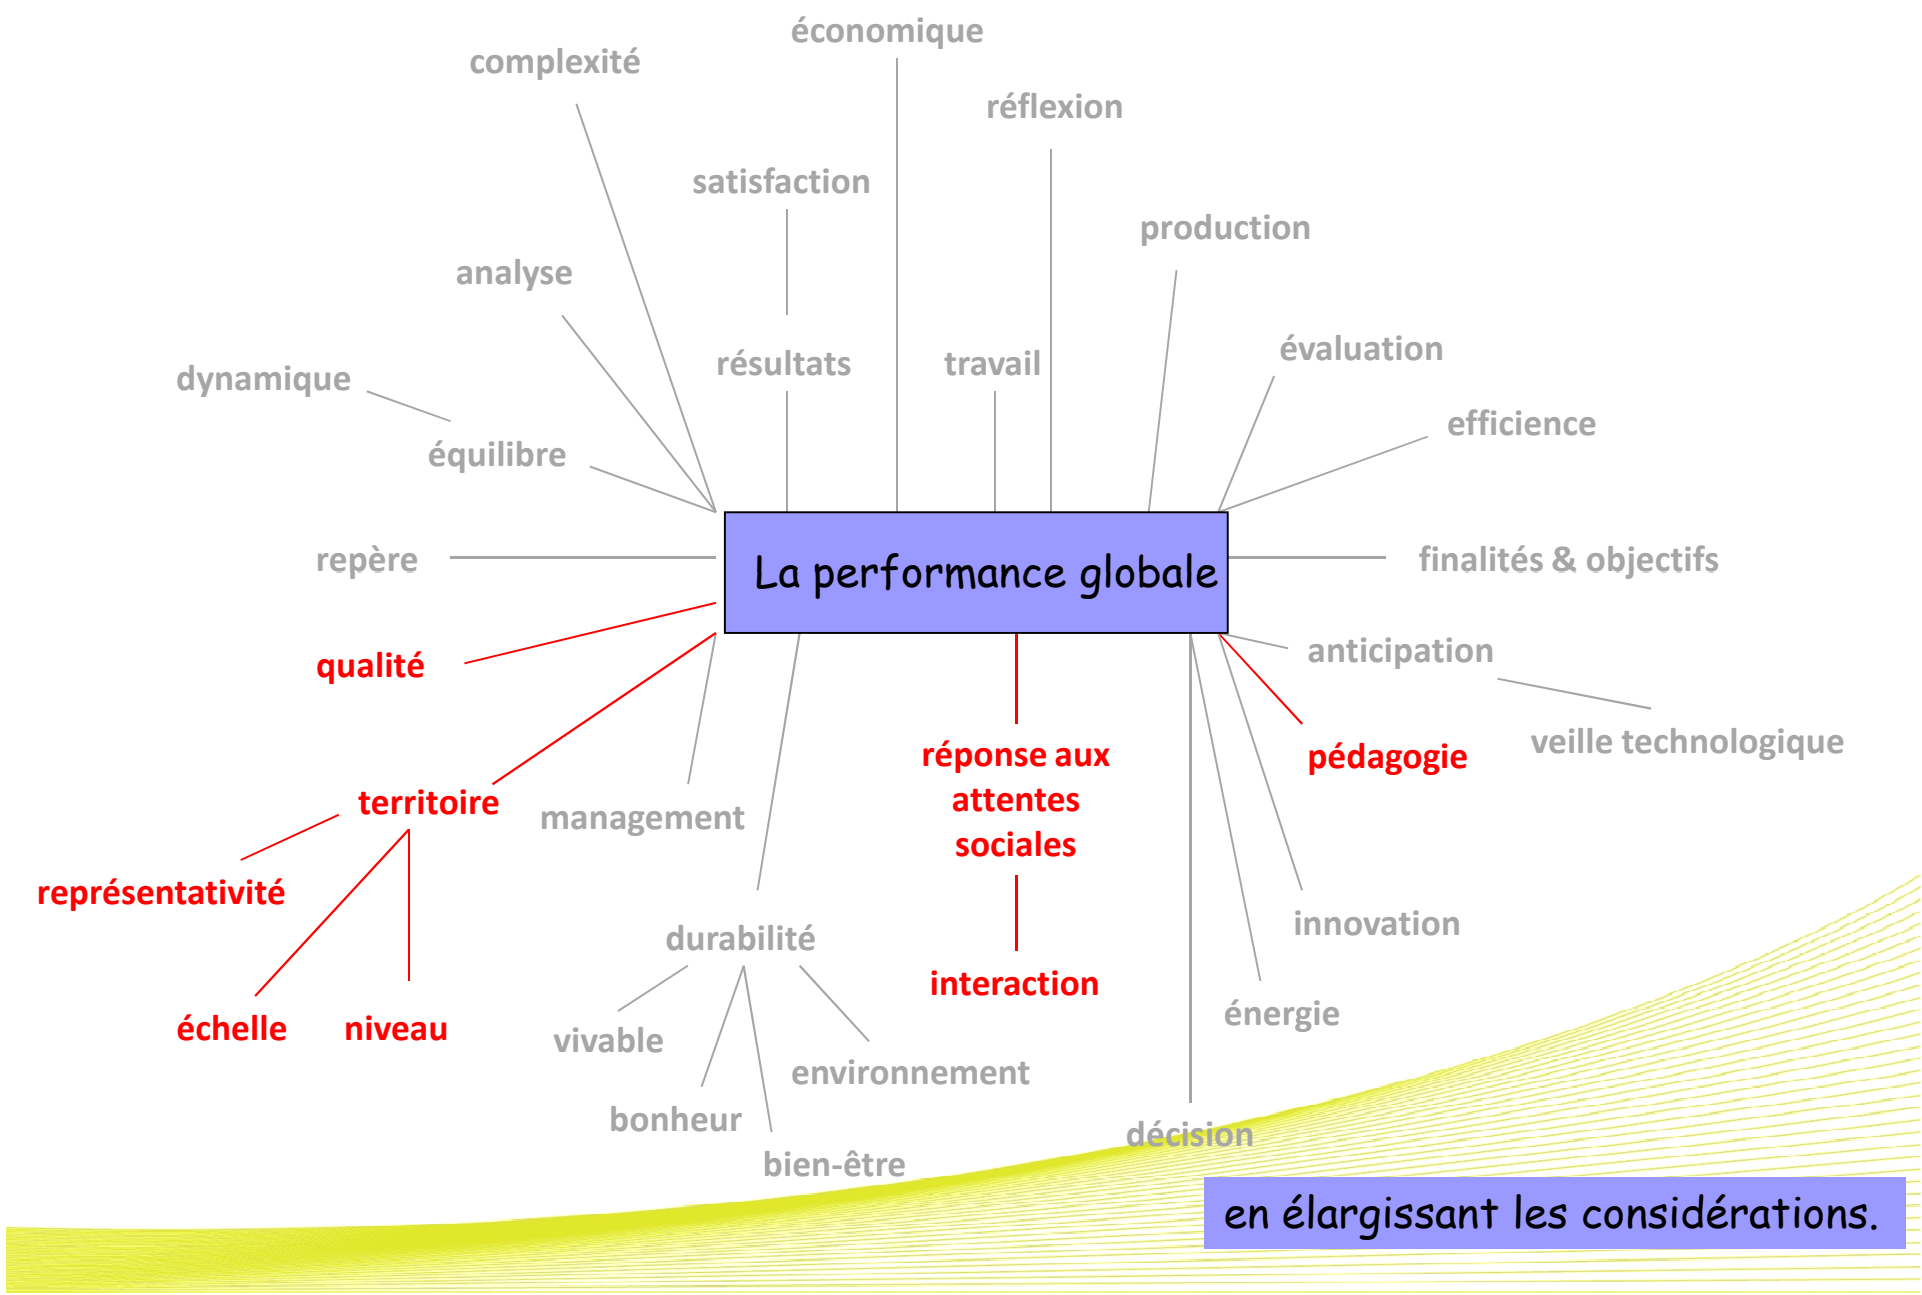 économique
complexité
réflexion
satisfaction
production
analyse
évaluation
résultats
travail
dynamique
efficience
équilibre
repère
La performance globale
finalités & objectifs
anticipation
qualité
veille technologique
réponse aux
attentes
sociales
pédagogie
territoire
management
représentativité
innovation
durabilité
interaction
énergie
échelle
niveau
vivable
environnement
bonheur
décision
bien-être
en élargissant les considérations.